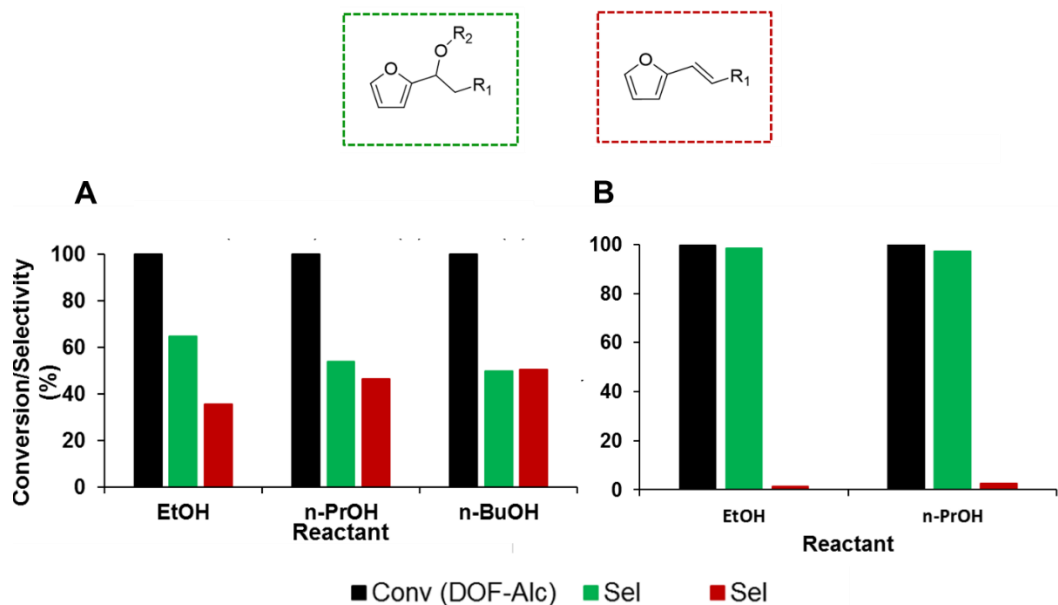 O
R₂
O
R₁
O
R₁
A
B
Conversion/Selectivity
(%)
100
80
60
40
20
0
EtOH
n-PrOH
n-BuOH
Reactant
100
80
60
40
20
0
EtOH
n-PrOH
Reactant
Conv (DOF-Alc)
Sel
Sel